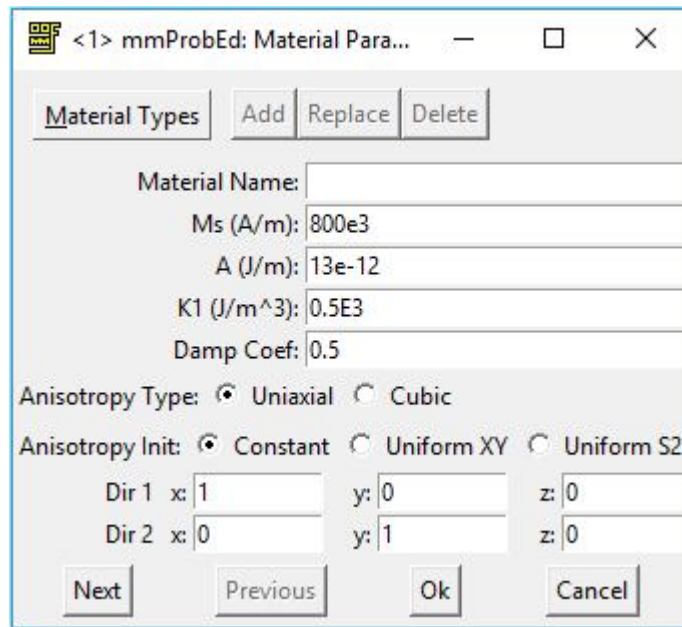 <1> mmProbEd: Material Para...
Material Types Add Replace Delete
Material Name:
Ms (A/m): 800e3
A (J/m): 13e-12
K1 (J/m^3): 0.5E3
Damp Coef: 0.5
Anisotropy Type: Uniaxial Cubic
Anisotropy Init: Constant Uniform XY Uniform S2
Dir 1 x: 1 y: 0 z: 0
Dir 2 x: 0 y: 1 z: 0
Next Previous Ok Cancel